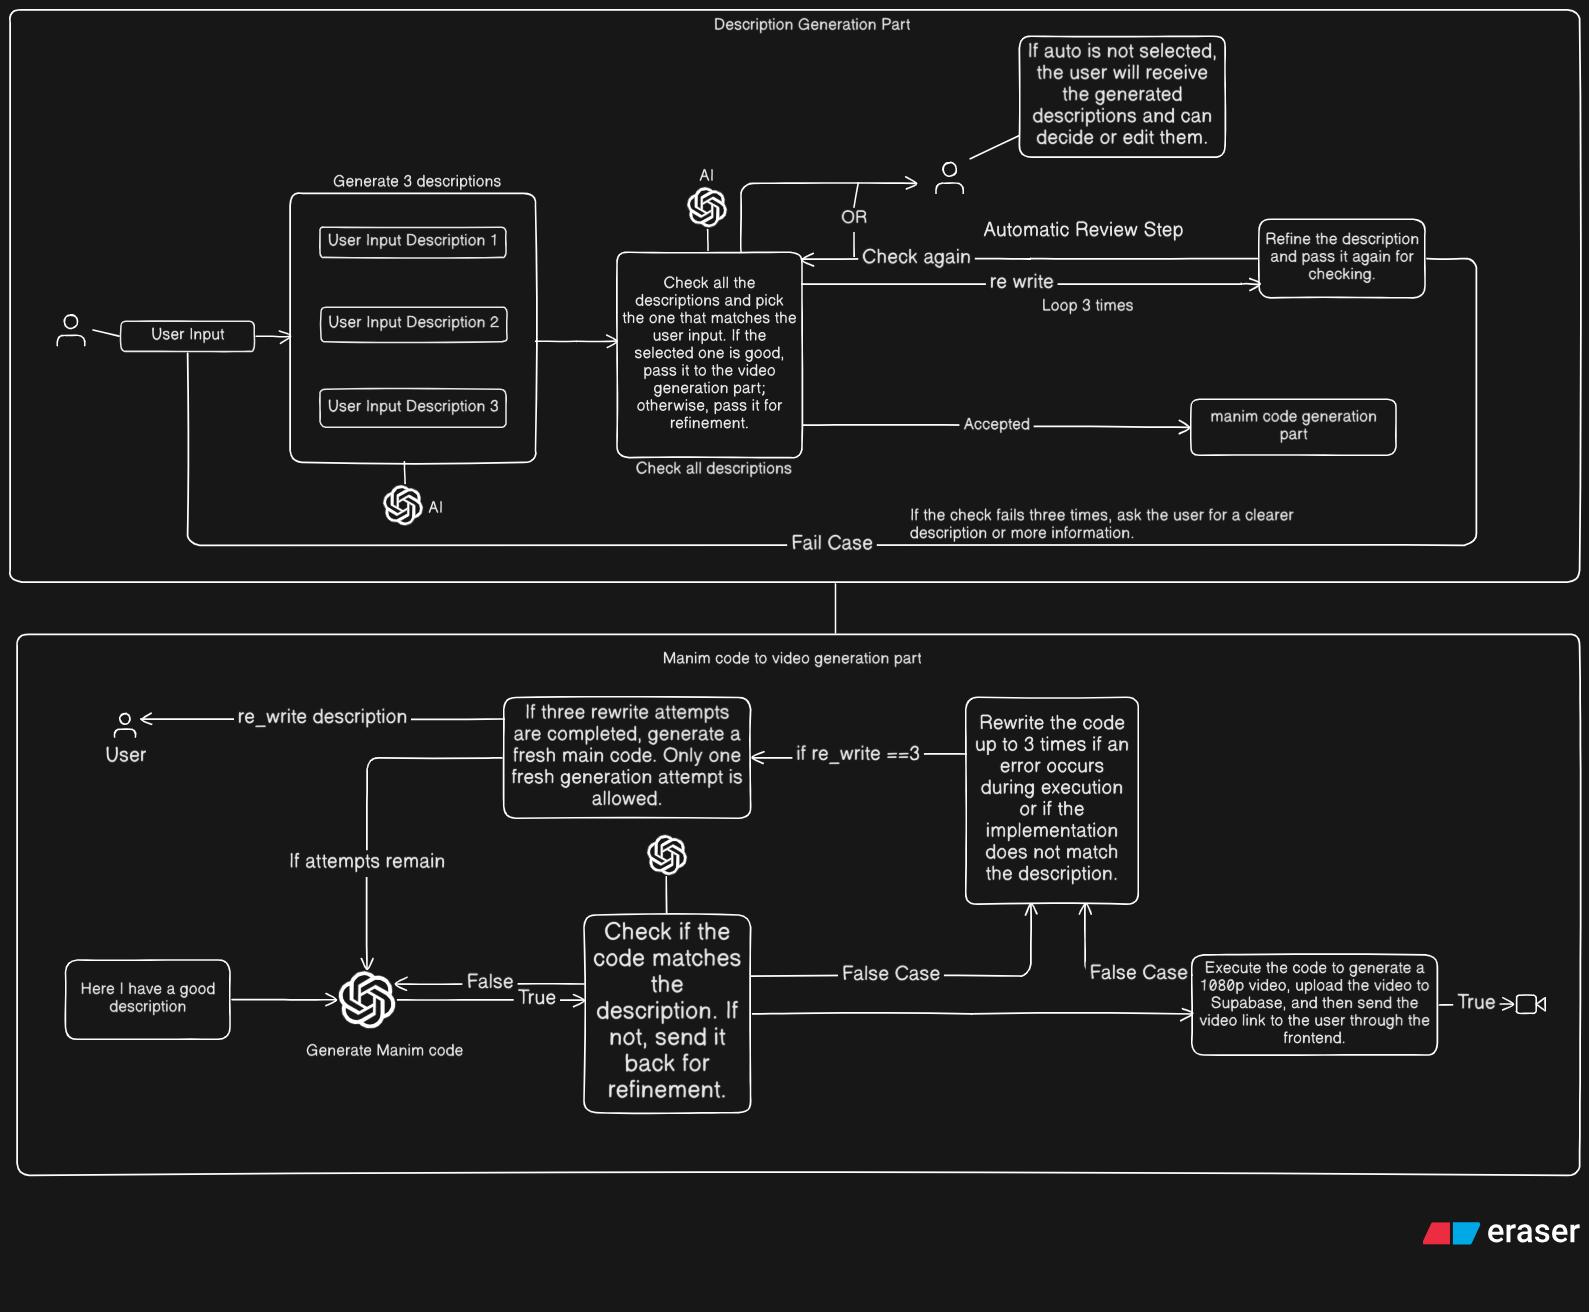 Description Generation Part
If auto is not selected,
the user will receive
the generated
descriptions and can
decide or edit them.
AI
Generate 3 descriptions
User Input Description 1
User Input Description 2
User Input Description 3
AI
User Input
OR
Automatic Review Step
Check again
re write
Loop 3 times
Refine the description
and pass it again for
checking.
Check all the
descriptions and pick
the one that matches the
user input. If the
selected one is good,
pass it to the video
generation part;
otherwise, pass it for
refinement.
Check all descriptions
Accepted
manim code generation
part
If the check fails three times, ask the user for a clearer
description or more information.
Fail Case
Manim code to video generation part
User
re_write description
If three rewrite attempts
are completed, generate a
fresh main code. Only one
fresh generation attempt is
allowed.
if re_write ==3
Rewrite the code
up to 3 times if an
error occurs
during execution
or if the
implementation
does not match
the description.
If attempts remain
Here I have a good
description
Generate Manim code
False
True
Check if the
code matches
the
description. If
not, send it
back for
refinement.
False Case
False Case
Execute the code to generate a
1080p video, upload the video to
Supabase, and then send the
video link to the user through the
frontend.
True
eraser